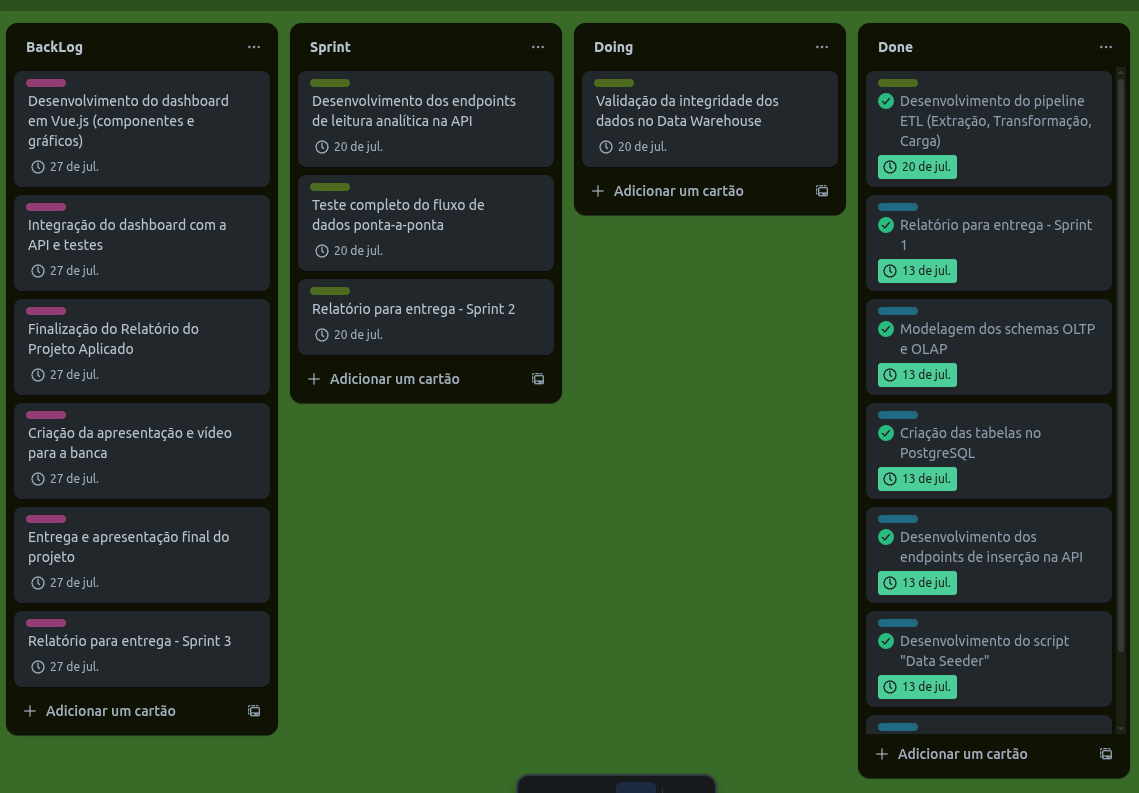 BackLog
Desenvolvimento do dashboard
em Vue.js (componentes e
gráficos)
27 de jul.
Integração do dashboard com a
API e testes
27 de jul.
Finalização do Relatório do
Projeto Aplicado
27 de jul.
Criação da apresentação e vídeo
para a banca
27 de jul.
Entrega e apresentação final do
projeto
27 de jul.
Relatório para entrega - Sprint 3
27 de jul.
Adicionar um cartão
Sprint
Desenvolvimento dos endpoints
de leitura analítica na API
20 de jul.
Teste completo do fluxo de
dados ponta-a-ponta
20 de jul.
Relatório para entrega - Sprint 2
20 de jul.
Adicionar um cartão
Doing
Validação da integridade dos
dados no Data Warehouse
20 de jul.
Adicionar um cartão
Done
Desenvolvimento do pipeline
ETL (Extração, Transformação,
Carga)
20 de jul.
Relatório para entrega - Sprint
1
13 de jul.
Modelagem dos schemas OLTP
e OLAP
13 de jul.
Criação das tabelas no
PostgreSQL
13 de jul.
Desenvolvimento dos
endpoints de inserção na API
13 de jul.
Desenvolvimento do script
"Data Seeder"
13 de jul.
Adicionar um cartão